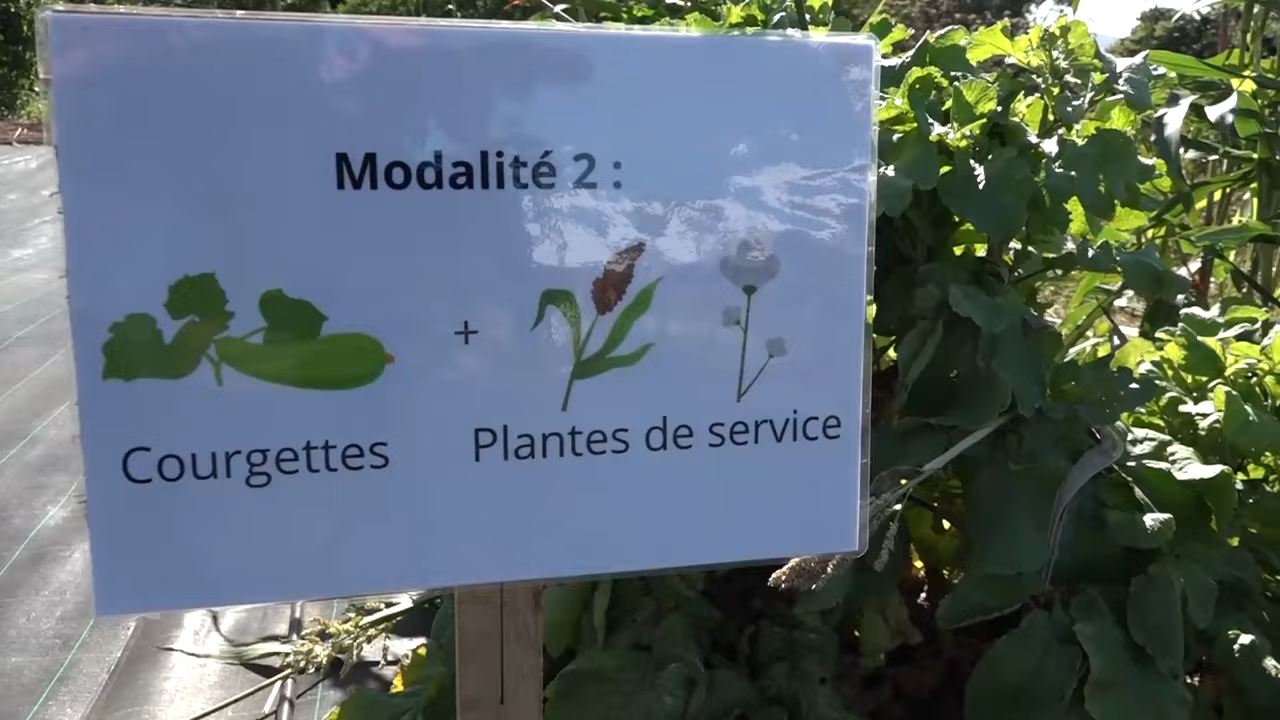 Modalité 2 :
+
Courgettes
Plantes de service